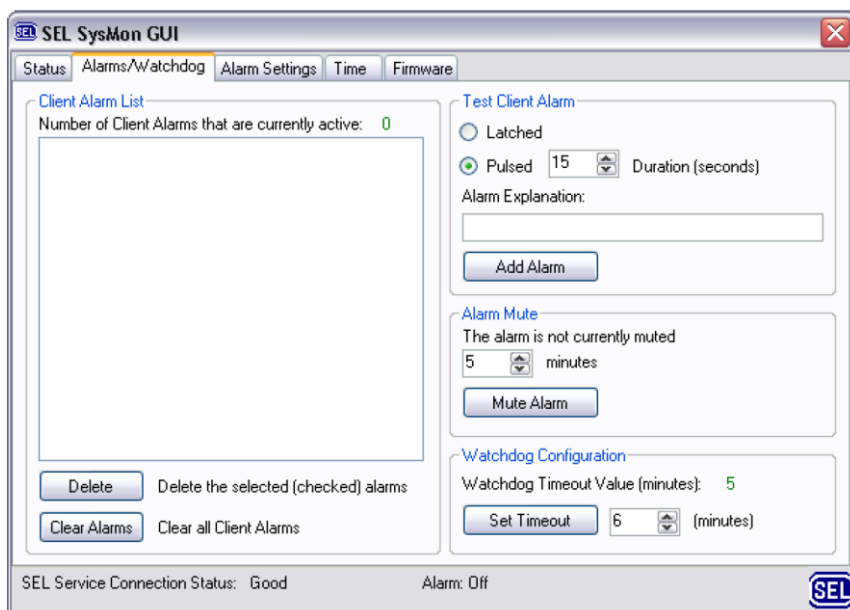 SEL SEL SysMon GUI
Status Alarms/Watchdog Alarm Settings Time Firmware
Client Alarm List
Number of Client Alarms that are currently active: 0
Delete Delete the selected (checked) alarms
Clear Alarms Clear all Client Alarms
Test Client Alarm
Latched
Pulsed 15 Duration (seconds)
Alarm Explanation:
Add Alarm
Alarm Mute
The alarm is not currently muted
5 minutes
Mute Alarm
Watchdog Configuration
Watchdog Timeout Value (minutes): 5
Set Timeout 6 (minutes)
SEL Service Connection Status: Good Alarm: Off
SEL